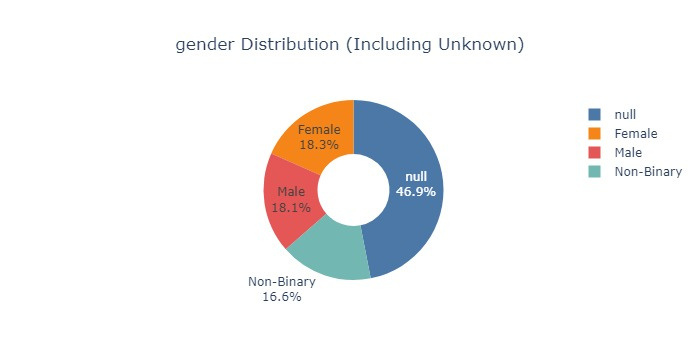 gender Distribution (Including Unknown)
Female
18.3%
null
46.9%
Male
18.1%
Non-Binary
16.6%
null
Female
Male
Non-Binary